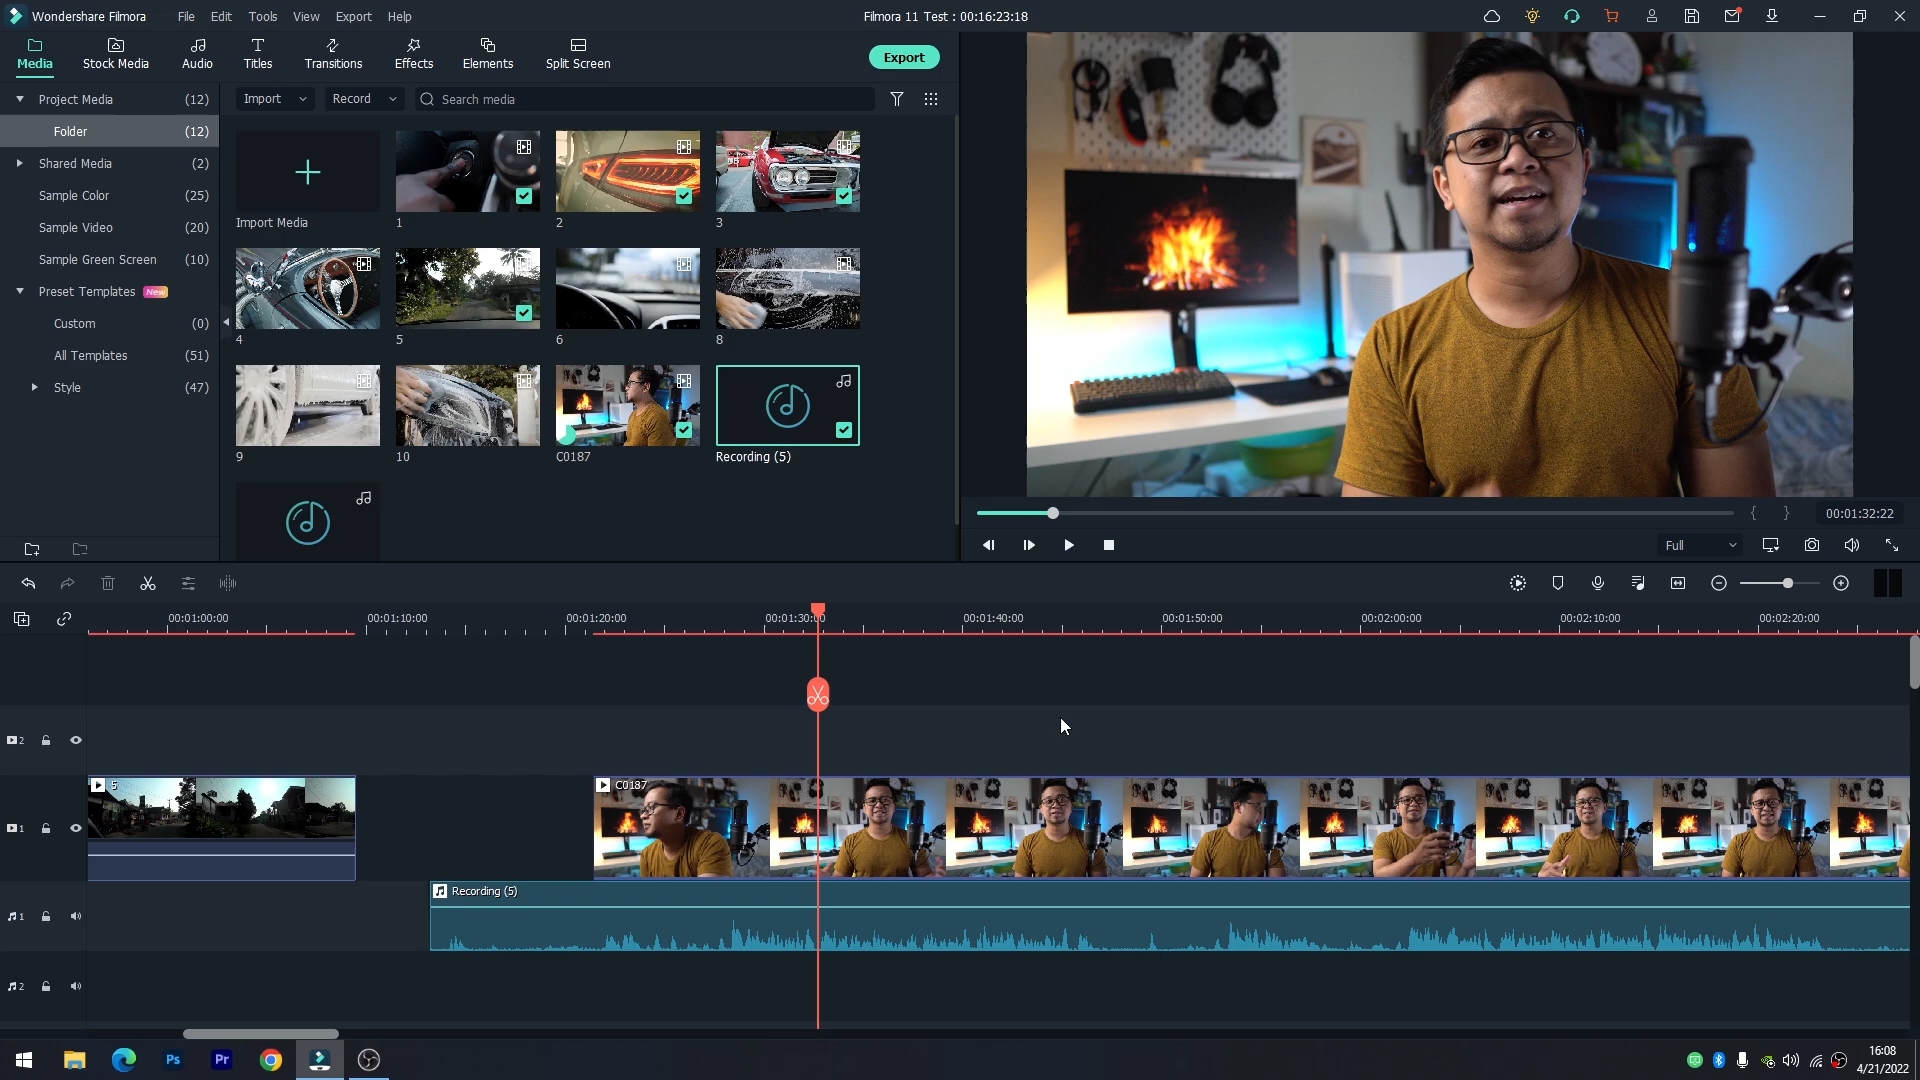 Wondershare Filmora File Edit Tools View Export Help Filmora 11 Test : 00:16:23:18
Media Stock Media Audio Titles Transitions Effects Elements Split Screen Export
Project Media (12)
Folder (12)
Shared Media (2)
Sample Color (25)
Sample Video (20)
Sample Green Screen (10)
Preset Templates New
Custom (0)
All Templates (51)
Style (47)
Import Record Search media
Import Media 1 2 3
4 5 6 8
9 10 C0187 Recording (5)
{ } 00:01:32:22
Full
00:01:00:00 00:01:10:00 00:01:20:00 00:01:30:00 00:01:40:00 00:01:50:00 00:02:00:00 00:02:10:00 00:02:20:00
2
1 5 C0187
1 Recording (5)
2
Ps Pr
16:08
4/21/2022